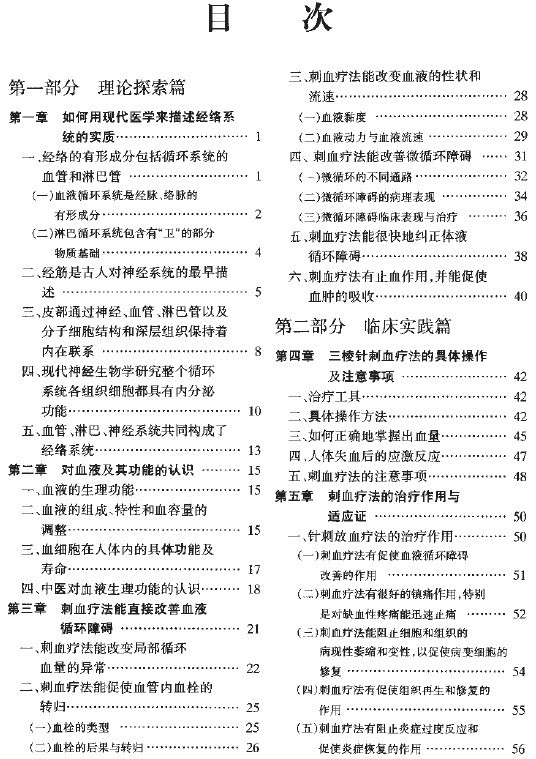 目 次
第一部分 理论探索篇
第一章 如何用现代医学来描述经络系
统的实质………………………… 1
一、经络的有形成分包括循环系统的
血管和淋巴管 ………………… 1
(一)血液循环系统是经脉、络脉的
有形成分………………………… 2
(二)淋巴循环系统包含有“卫”的部分
物质基础………………………… 4
二、经筋是古人对神经系统的最早描
述 ………………………………… 5
三、皮部通过神经、血管、淋巴管以及
分子细胞结构和深层组织保持着
内在联系 ………………………… 8
四、现代神经生物学研究整个循环
系统各组织细胞都具有内分泌
功能……………………………… 10
五、血管、淋巴、神经系统共同构成了
经络系统………………………… 13
第二章 对血液及其功能的认识 ……… 15
一、血液的生理功能………………… 15
二、血液的组成、特性和血容量的
调整……………………………… 15
三、血细胞在人体内的具体功能及
寿命……………………………… 17
四、中医对血液生理功能的认识……… 18
第三章 刺血疗法能直接改善血液
循环障碍 ………………………… 21
一、刺血疗法能改变局部循环
血量的异常……………………… 22
二、刺血疗法能促使血管内血栓的
转归……………………………… 25
(一)血栓的类型 …………………… 25
(二)血栓的后果与转归……………… 26
三、刺血疗法能改变血液的性状和
流速……………………………… 28
(一)血液黏度 ……………………… 28
(二)血液动力与血液流速 ………… 29
四、刺血疗法能改善微循环障碍 …… 31
(一)微循环的不同通路……………… 32
(二)微循环障碍的病理表现 ……… 34
(三)微循环障碍临床表现与治疗 …… 36
五、刺血疗法能很快地纠正体液
循环障碍………………………… 38
六、刺血疗法有止血作用,并能促使
血肿的吸收……………………… 40
第二部分 临床实践篇
第四章 三棱针刺血疗法的具体操作
及注意事项 ……………………… 42
一、治疗工具………………………… 42
二、具体操作方法…………………… 42
三、如何正确地掌握出血量………… 45
四、人体失血后的应激反应………… 47
五、刺血疗法的注意事项…………… 48
第五章 刺血疗法的治疗作用与
适应证 …………………………… 50
一、针刺放血疗法的治疗作用……… 50
(一)刺血疗法有促使血液循环障碍
改善的作用 ……………………… 51
(二)刺血疗法有很好的镇痛作用,特别
是对缺血性疼痛能迅速止痛 …… 52
(三)刺血疗法能阻止细胞和组织的
病现性萎缩和变性,以促使病变细胞的
修复……………………………… 54
(四)刺血疗法有促使组织再生和修复的
作用……………………………… 55
(五)刺血疗法有阻止炎症过度反应和
促使炎症恢复的作用 …………… 56